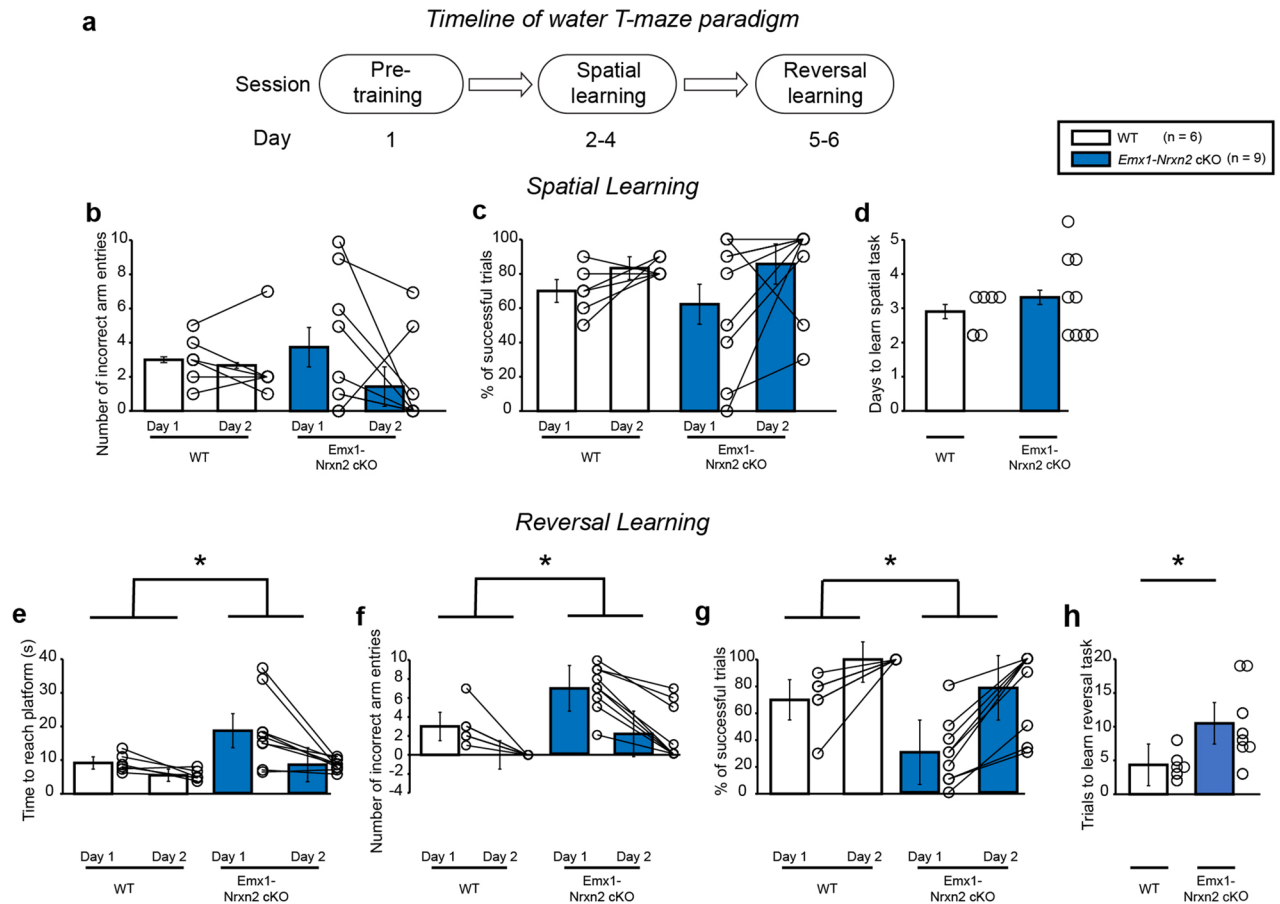 a
Timeline of water T-maze paradigm
Session
Pre-
training
Spatial
learning
Reversal
learning
Day
1
2-4
5-6
WT (n = 6)
Emx1-Nrxn2 cKO (n = 9)
Spatial Learning
b
Number of incorrect arm entries
10
8
6
4
2
0
Day 1 Day 2 Day 1 Day 2
WT
Emx1-
Nrxn2 cKO
c
% of successful trials
100
80
60
40
20
0
Day 1 Day 2 Day 1 Day 2
WT
Emx1-
Nrxn2 cKO
d
Days to learn spatial task
5
4
3
2
1
0
WT
Emx1-
Nrxn2 cKO
Reversal Learning
e
*
Time to reach platform (s)
40
30
20
10
0
Day 1 Day 2 Day 1 Day 2
WT
Emx1-
Nrxn2 cKO
f
*
Number of incorrect arm entries
10
8
6
4
2
0
-2
-4
Day 1 Day 2 Day 1 Day 2
WT
Emx1-
Nrxn2 cKO
g
*
% of successful trials
100
80
60
40
20
0
Day 1 Day 2 Day 1 Day 2
WT
Emx1-
Nrxn2 cKO
h
*
Trials to learn reversal task
20
15
10
5
0
WT
Emx1-
Nrxn2 cKO